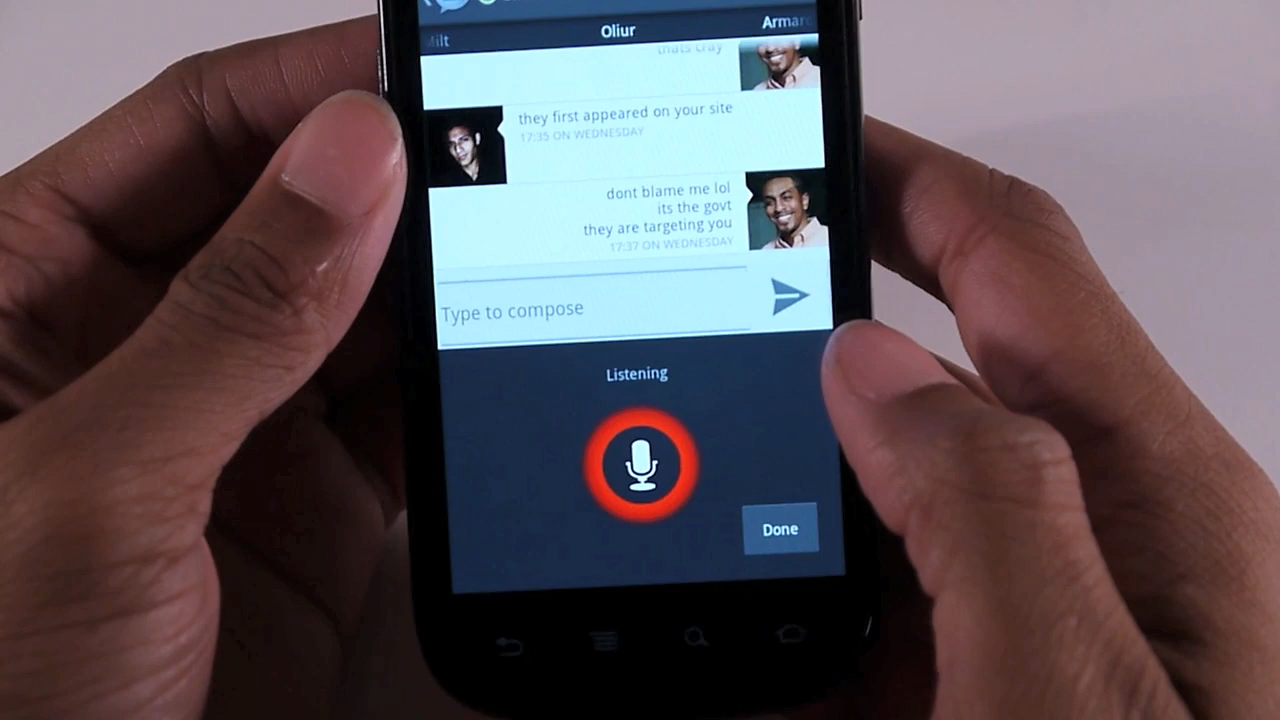 Milt Oliur Armar
thats cray
they first appeared on your site
17:35 ON WEDNESDAY
dont blame me lol
its the govt
they are targeting you
17:37 ON WEDNESDAY
Type to compose
Listening
Done